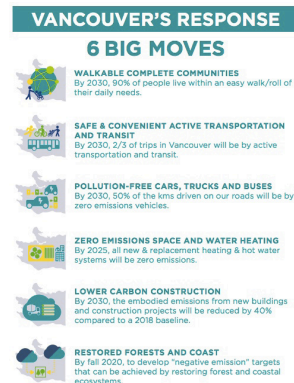 VANCOUVER'S RESPONSE
6 BIG MOVES
WALKABLE COMPLETE COMMUNITIES
By 2030, 90% of people live within an easy walk/roll of
their daily needs.
SAFE & CONVENIENT ACTIVE TRANSPORTATION
AND TRANSIT
By 2030, 2/3 of trips in Vancouver will be by active
transportation and transit.
POLLUTION-FREE CARS, TRUCKS AND BUSES
By 2030, 50% of the kms driven on our roads will be by
zero emissions vehicles.
ZERO EMISSIONS SPACE AND WATER HEATING
By 2025, all new & replacement heating & hot water
systems will be zero emissions.
LOWER CARBON CONSTRUCTION
By 2030, the embodied emissions from new buildings
and construction projects will be reduced by 40%
compared to a 2018 baseline.
RESTORED FORESTS AND COAST
By fall 2020, to develop "negative emission" targets
that can be achieved by restoring forest and coastal
ecosystems.